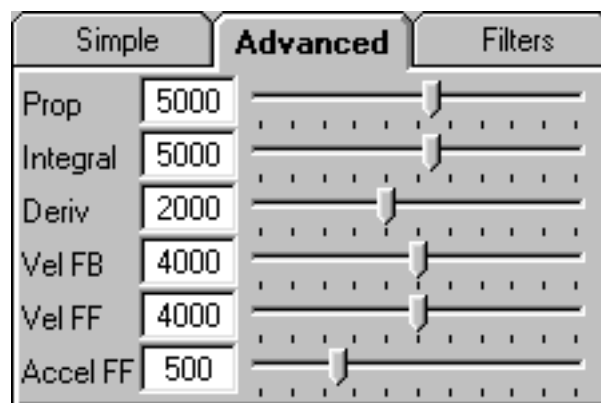 Simple Advanced Filters
Prop 5000
Integral 5000
Deriv 2000
Vel FB 4000
Vel FF 4000
Accel FF 500